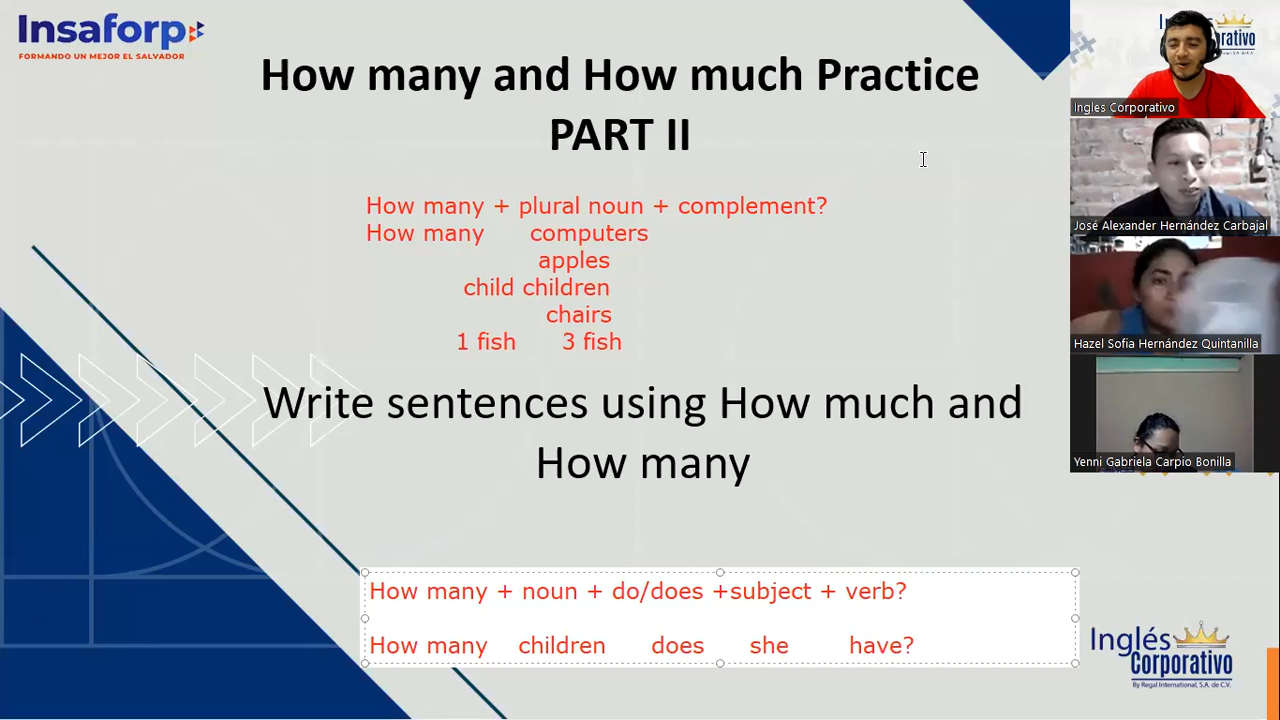 Insaforp
FORMANDO UN MEJOR EL SALVADOR
How many and How much Practice
PART II
How many + plural noun + complement?
How many computers
apples
child children
chairs
1 fish 3 fish
Write sentences using How much and
How many
How many + noun + do/does +subject + verb?
How many children does she have?
Inglés
Corporativo
By Regal International, S.A. de C.V.
Ingles Corporativo
José Alexander Hernández Carbajal
Hazel Sofia Hernández Quintanilla
Yenni Gabriela Carpio Bonilla